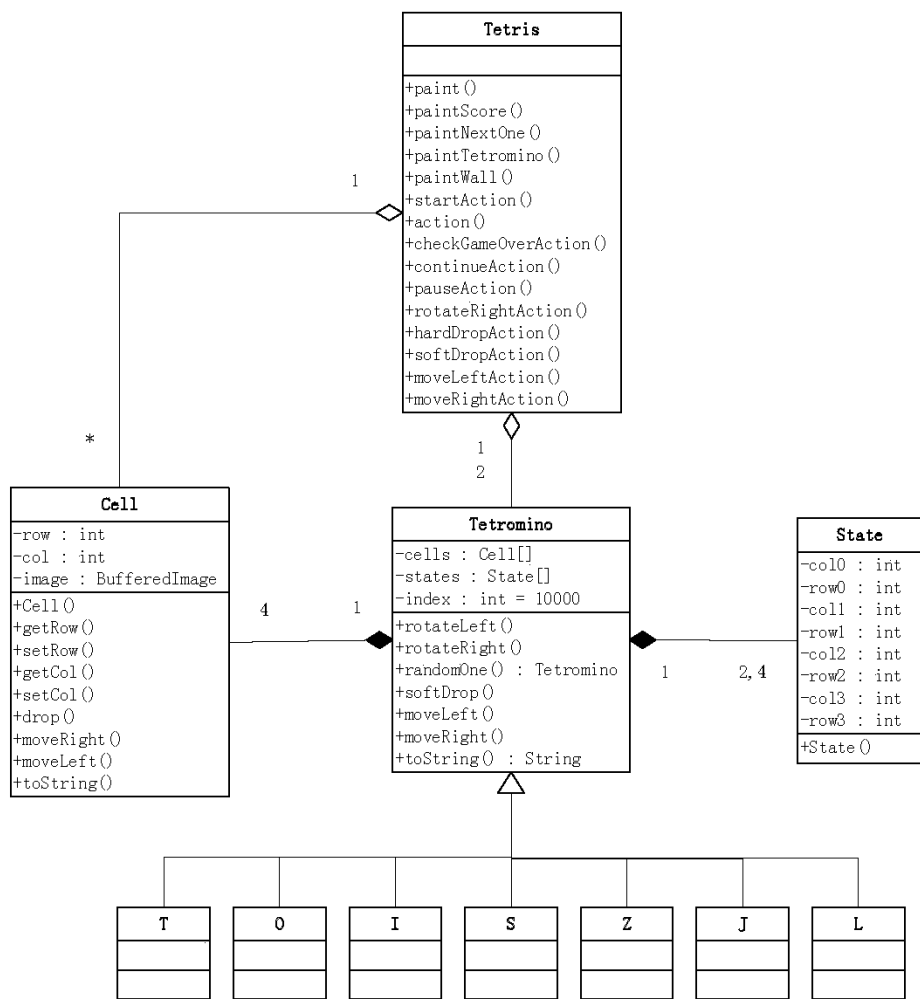 Tetris
+paint()
+paintScore()
+paintNextOne()
+paintTetromino()
+paintWall()
+startAction()
+action()
+checkGameOverAction()
+continueAction()
+pauseAction()
+rotateRightAction()
+hardDropAction()
+softDropAction()
+moveLeftAction()
+moveRightAction()
1
*
1
2
Cell
-row : int
-col : int
-image : BufferedImage
+Cell()
+getRow()
+setRow()
+getCol()
+setCol()
+drop()
+moveRight()
+moveLeft()
+toString()
4
1
Tetromino
-cells : Cell[]
-states : State[]
-index : int = 10000
+rotateLeft()
+rotateRight()
+randomOne() : Tetromino
+softDrop()
+moveLeft()
+moveRight()
+toString() : String
1
2,4
State
-col0 : int
-row0 : int
-col1 : int
-row1 : int
-col2 : int
-row2 : int
-col3 : int
-row3 : int
+State()
T
O
I
S
Z
J
L